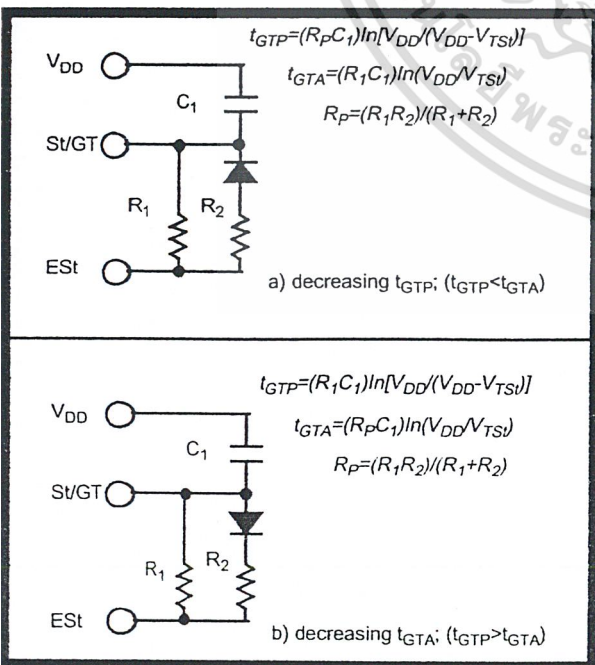 t_GTP=(R_PC_1)ln[V_DD/(V_DD-V_TSt)]
V_DD
t_GTA=(R_1C_1)ln(V_DD/V_TSt)
C_1
R_P=(R_1R_2)/(R_1+R_2)
St/GT
R_1
R_2
ESt
a) decreasing t_GTP; (t_GTP<t_GTA)
t_GTP=(R_1C_1)ln[V_DD/(V_DD-V_TSt)]
V_DD
t_GTA=(R_PC_1)ln(V_DD/V_TSt)
C_1
R_P=(R_1R_2)/(R_1+R_2)
St/GT
R_1
R_2
ESt
b) decreasing t_GTA; (t_GTP>t_GTA)